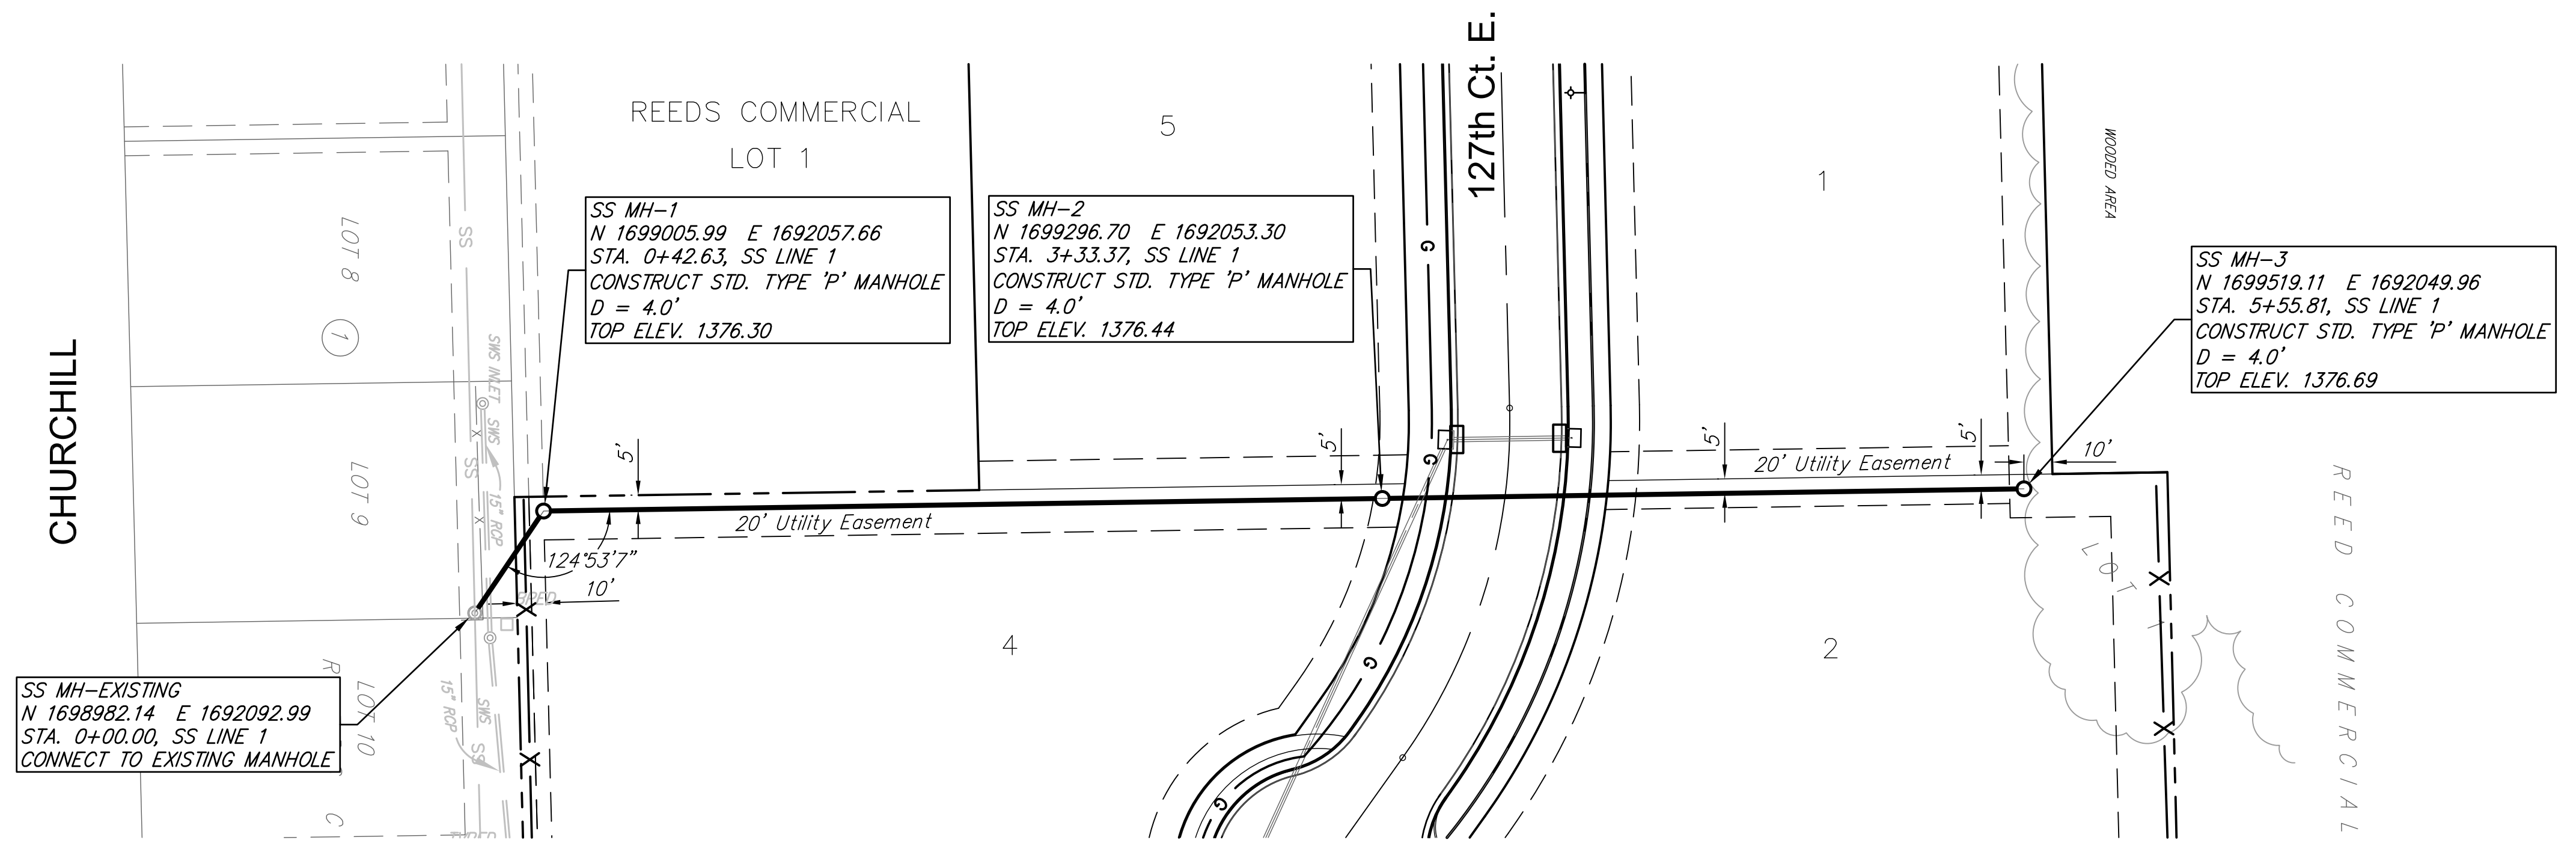 CHURCHILL
LOT 8
1
LOT 9
LOT 10
R
C
SS
SS
SS
SWS INLET
SWS
15" RCP
SWS
15" RCP
X
X
REEDS COMMERCIAL
LOT 1
5
127th Ct. E.
1
WOODED AREA
SS MH-1
N 1699005.99 E 1692057.66
STA. 0+42.63, SS LINE 1
CONSTRUCT STD. TYPE 'P' MANHOLE
D = 4.0'
TOP ELEV. 1376.30
SS MH-2
N 1699296.70 E 1692053.30
STA. 3+33.37, SS LINE 1
CONSTRUCT STD. TYPE 'P' MANHOLE
D = 4.0'
TOP ELEV. 1376.44
SS MH-3
N 1699519.11 E 1692049.96
STA. 5+55.81, SS LINE 1
CONSTRUCT STD. TYPE 'P' MANHOLE
D = 4.0'
TOP ELEV. 1376.69
G
G
G
G
5'
5'
5'
5'
10'
20' Utility Easement
20' Utility Easement
124°53'7"
10'
X
X
X
X
4
2
LOT 1
REED COMMERCIAL
SS MH-EXISTING
N 1698982.14 E 1692092.99
STA. 0+00.00, SS LINE 1
CONNECT TO EXISTING MANHOLE